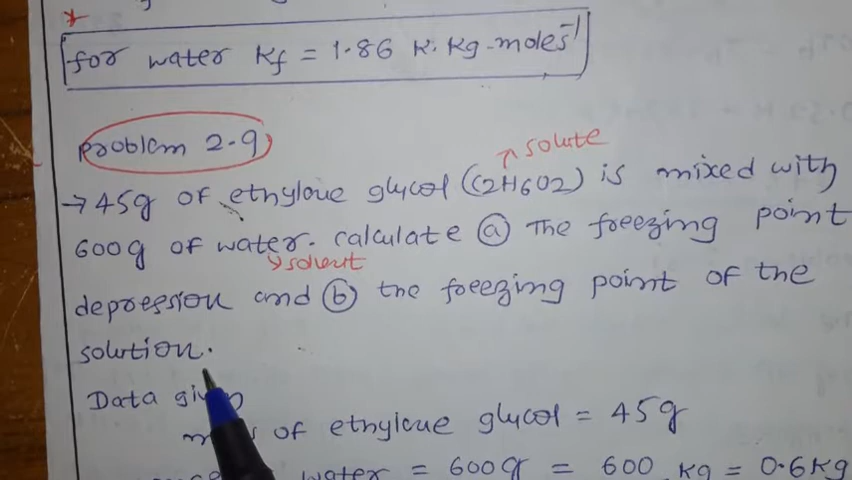 for water Kf = 1.86 K. Kg-moles⁻¹
Problem 2.9
↗ solute
→ 45g of ethyloue glycol (C2H6O2) is mixed with
600g of water. calculate ⓐ The freezing point
↘ solvent
depression and ⓑ the freezing point of the
solution.
Data
of ethylcue glycol = 45g
water = 600g = 600 Kg = 0.6Kg